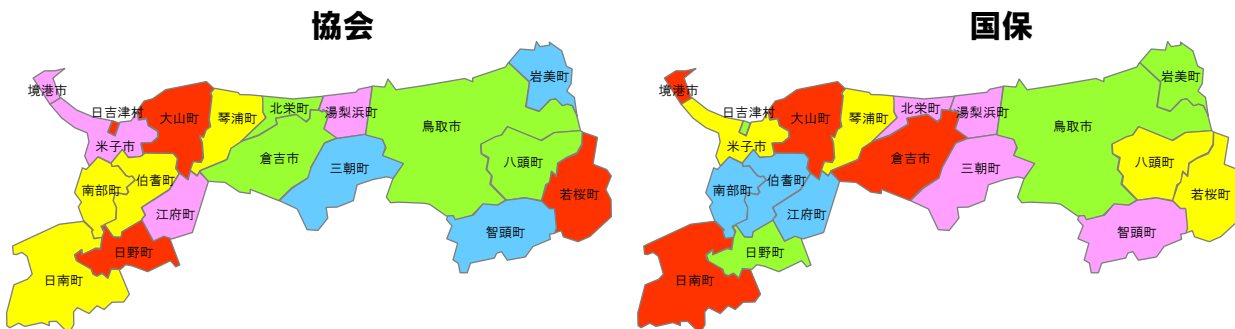 協会
岩美町
境港市
日吉津村
大山町
琴浦町
北栄町
湯梨浜町
鳥取市
米子市
倉吉市
三朝町
八頭町
南部町
伯耆町
若桜町
江府町
智頭町
日野町
日南町
国保
岩美町
境港市
日吉津村
大山町
琴浦町
北栄町
湯梨浜町
鳥取市
米子市
倉吉市
三朝町
八頭町
南部町
伯耆町
若桜町
江府町
智頭町
日野町
日南町